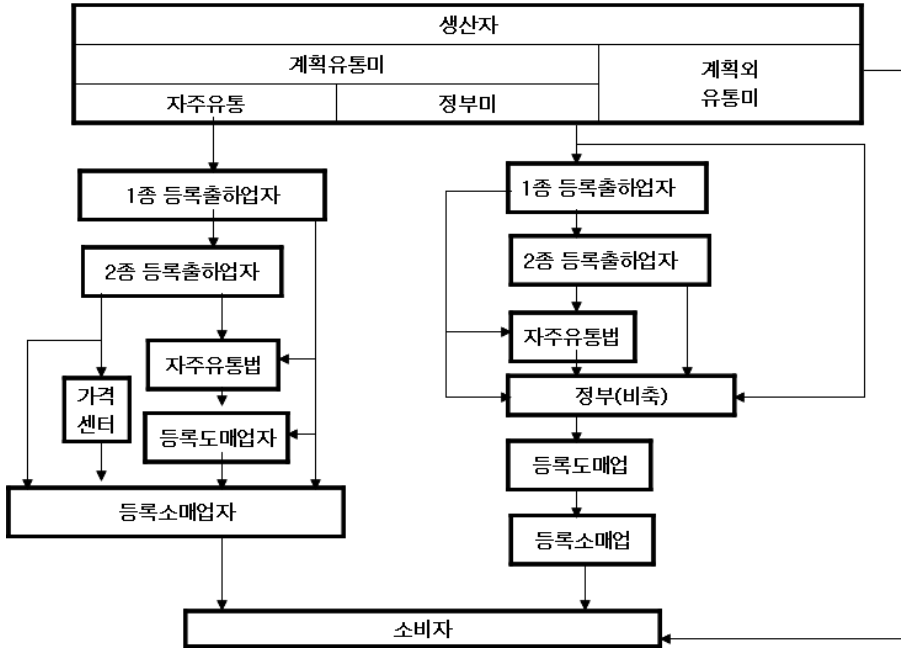 생산자
계획유통미
계획외
유통미
자주유통
정부미
1종 등록출하업자
2종 등록출하업자
자주유통법
가격
센터
등록도매업자
등록소매업자
1종 등록출하업자
2종 등록출하업자
자주유통법
정부(비축)
등록도매업
등록소매업
소비자